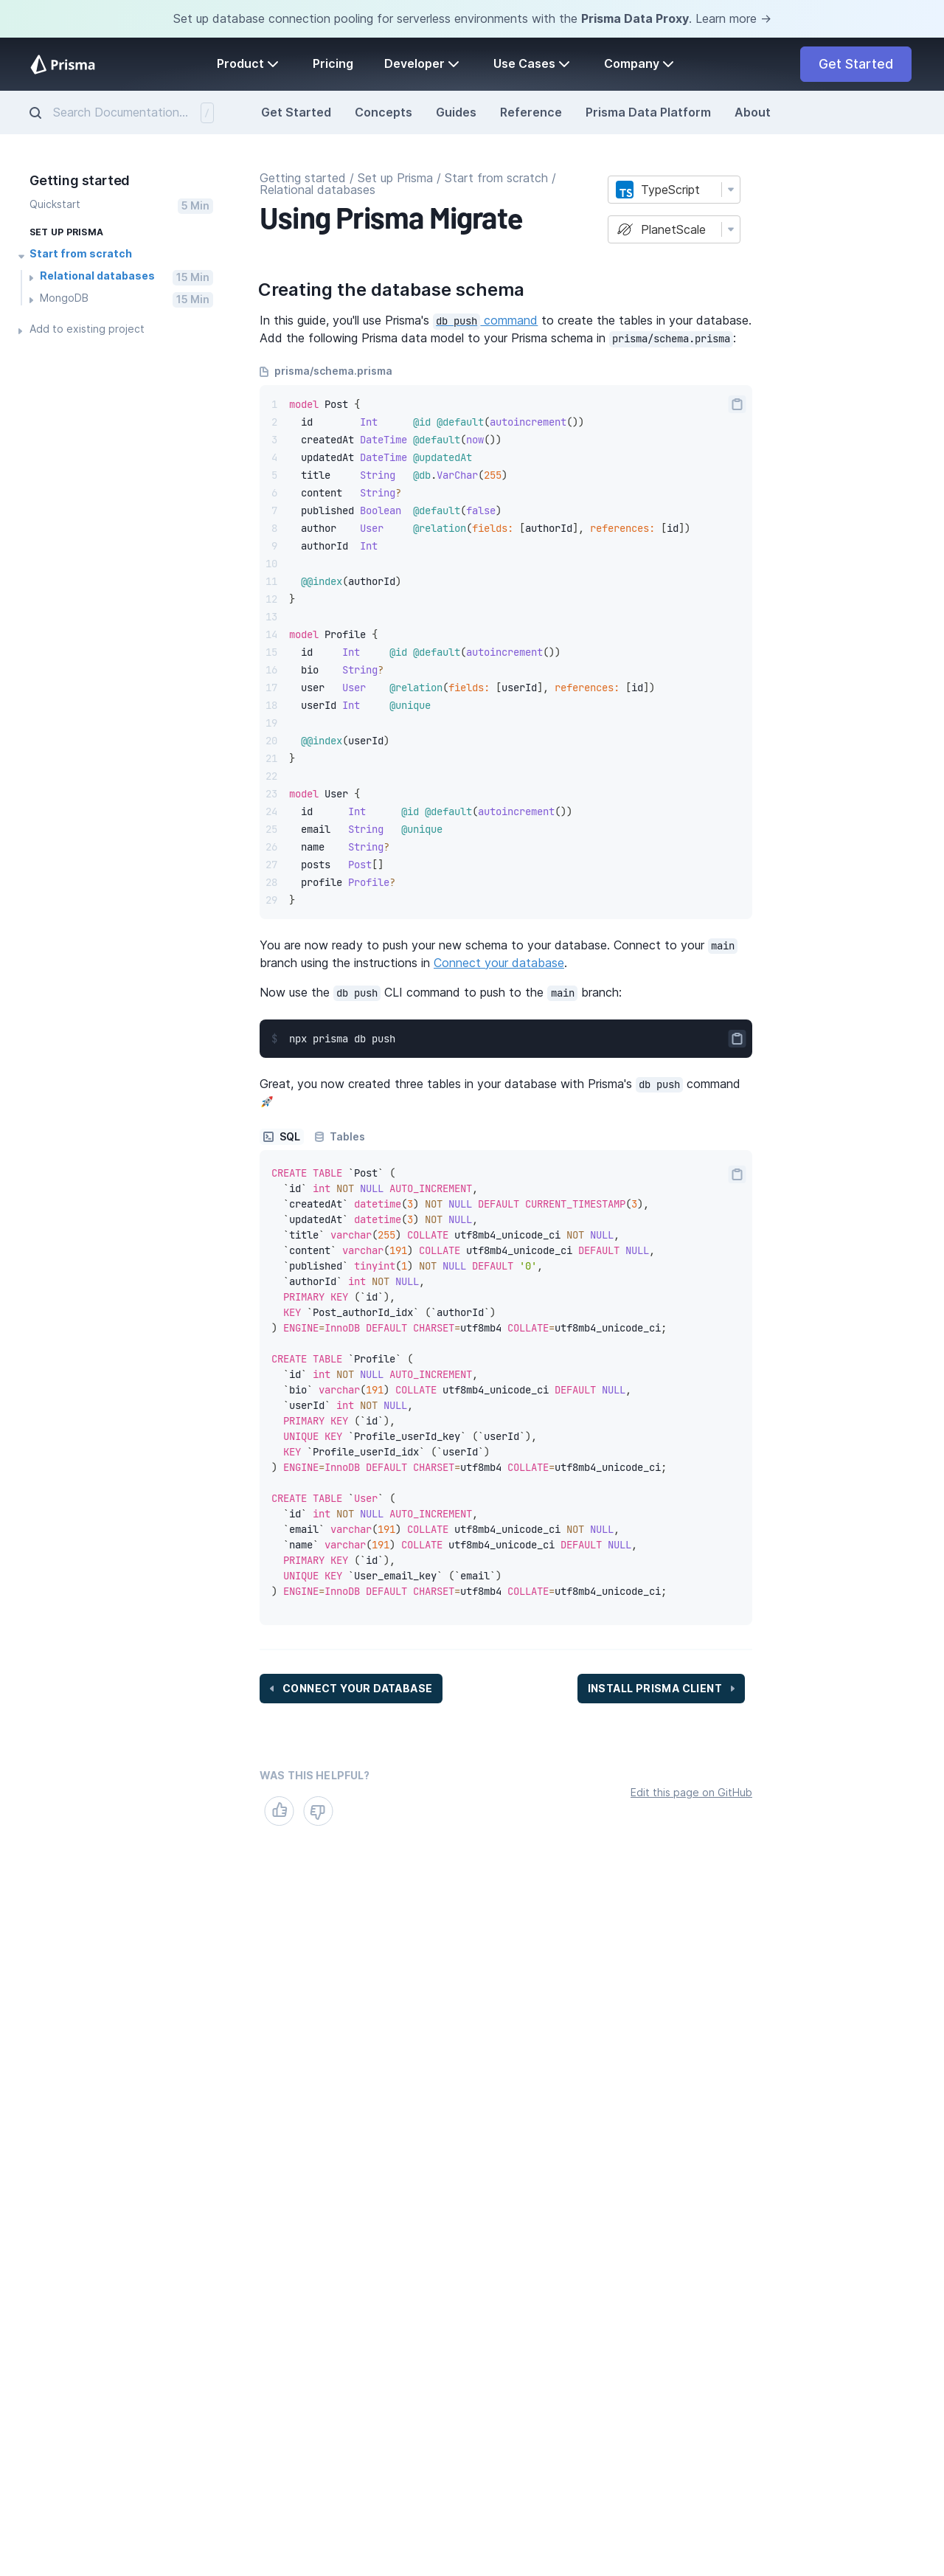 Set up database connection pooling for serverless environments with the Prisma Data Proxy. Learn more →
Prisma
Product
Pricing
Developer
Use Cases
Company
Get Started
Search Documentation...
/
Get Started
Concepts
Guides
Reference
Prisma Data Platform
About
Getting started
Quickstart
5 Min
SET UP PRISMA
Start from scratch
Relational databases
15 Min
MongoDB
15 Min
Add to existing project
Getting started / Set up Prisma / Start from scratch /
Relational databases
TS TypeScript
PlanetScale
Using Prisma Migrate
Creating the database schema
In this guide, you'll use Prisma's db push command to create the tables in your database.
Add the following Prisma data model to your Prisma schema in prisma/schema.prisma :
prisma/schema.prisma
1 model Post {
2   id        Int      @id @default(autoincrement())
3   createdAt DateTime @default(now())
4   updatedAt DateTime @updatedAt
5   title     String   @db.VarChar(255)
6   content   String?
7   published Boolean  @default(false)
8   author    User     @relation(fields: [authorId], references: [id])
9   authorId  Int
10
11   @@index(authorId)
12 }
13
14 model Profile {
15   id     Int     @id @default(autoincrement())
16   bio    String?
17   user   User    @relation(fields: [userId], references: [id])
18   userId Int     @unique
19
20   @@index(userId)
21 }
22
23 model User {
24   id      Int      @id @default(autoincrement())
25   email   String   @unique
26   name    String?
27   posts   Post[]
28   profile Profile?
29 }
You are now ready to push your new schema to your database. Connect to your main
branch using the instructions in Connect your database.
Now use the db push CLI command to push to the main branch:
$ npx prisma db push
Great, you now created three tables in your database with Prisma's db push command
🚀
SQL
Tables
CREATE TABLE `Post` (
  `id` int NOT NULL AUTO_INCREMENT,
  `createdAt` datetime(3) NOT NULL DEFAULT CURRENT_TIMESTAMP(3),
  `updatedAt` datetime(3) NOT NULL,
  `title` varchar(255) COLLATE utf8mb4_unicode_ci NOT NULL,
  `content` varchar(191) COLLATE utf8mb4_unicode_ci DEFAULT NULL,
  `published` tinyint(1) NOT NULL DEFAULT '0',
  `authorId` int NOT NULL,
  PRIMARY KEY (`id`),
  KEY `Post_authorId_idx` (`authorId`)
) ENGINE=InnoDB DEFAULT CHARSET=utf8mb4 COLLATE=utf8mb4_unicode_ci;
CREATE TABLE `Profile` (
  `id` int NOT NULL AUTO_INCREMENT,
  `bio` varchar(191) COLLATE utf8mb4_unicode_ci DEFAULT NULL,
  `userId` int NOT NULL,
  PRIMARY KEY (`id`),
  UNIQUE KEY `Profile_userId_key` (`userId`),
  KEY `Profile_userId_idx` (`userId`)
) ENGINE=InnoDB DEFAULT CHARSET=utf8mb4 COLLATE=utf8mb4_unicode_ci;
CREATE TABLE `User` (
  `id` int NOT NULL AUTO_INCREMENT,
  `email` varchar(191) COLLATE utf8mb4_unicode_ci NOT NULL,
  `name` varchar(191) COLLATE utf8mb4_unicode_ci DEFAULT NULL,
  PRIMARY KEY (`id`),
  UNIQUE KEY `User_email_key` (`email`)
) ENGINE=InnoDB DEFAULT CHARSET=utf8mb4 COLLATE=utf8mb4_unicode_ci;
CONNECT YOUR DATABASE
INSTALL PRISMA CLIENT
WAS THIS HELPFUL?
Edit this page on GitHub